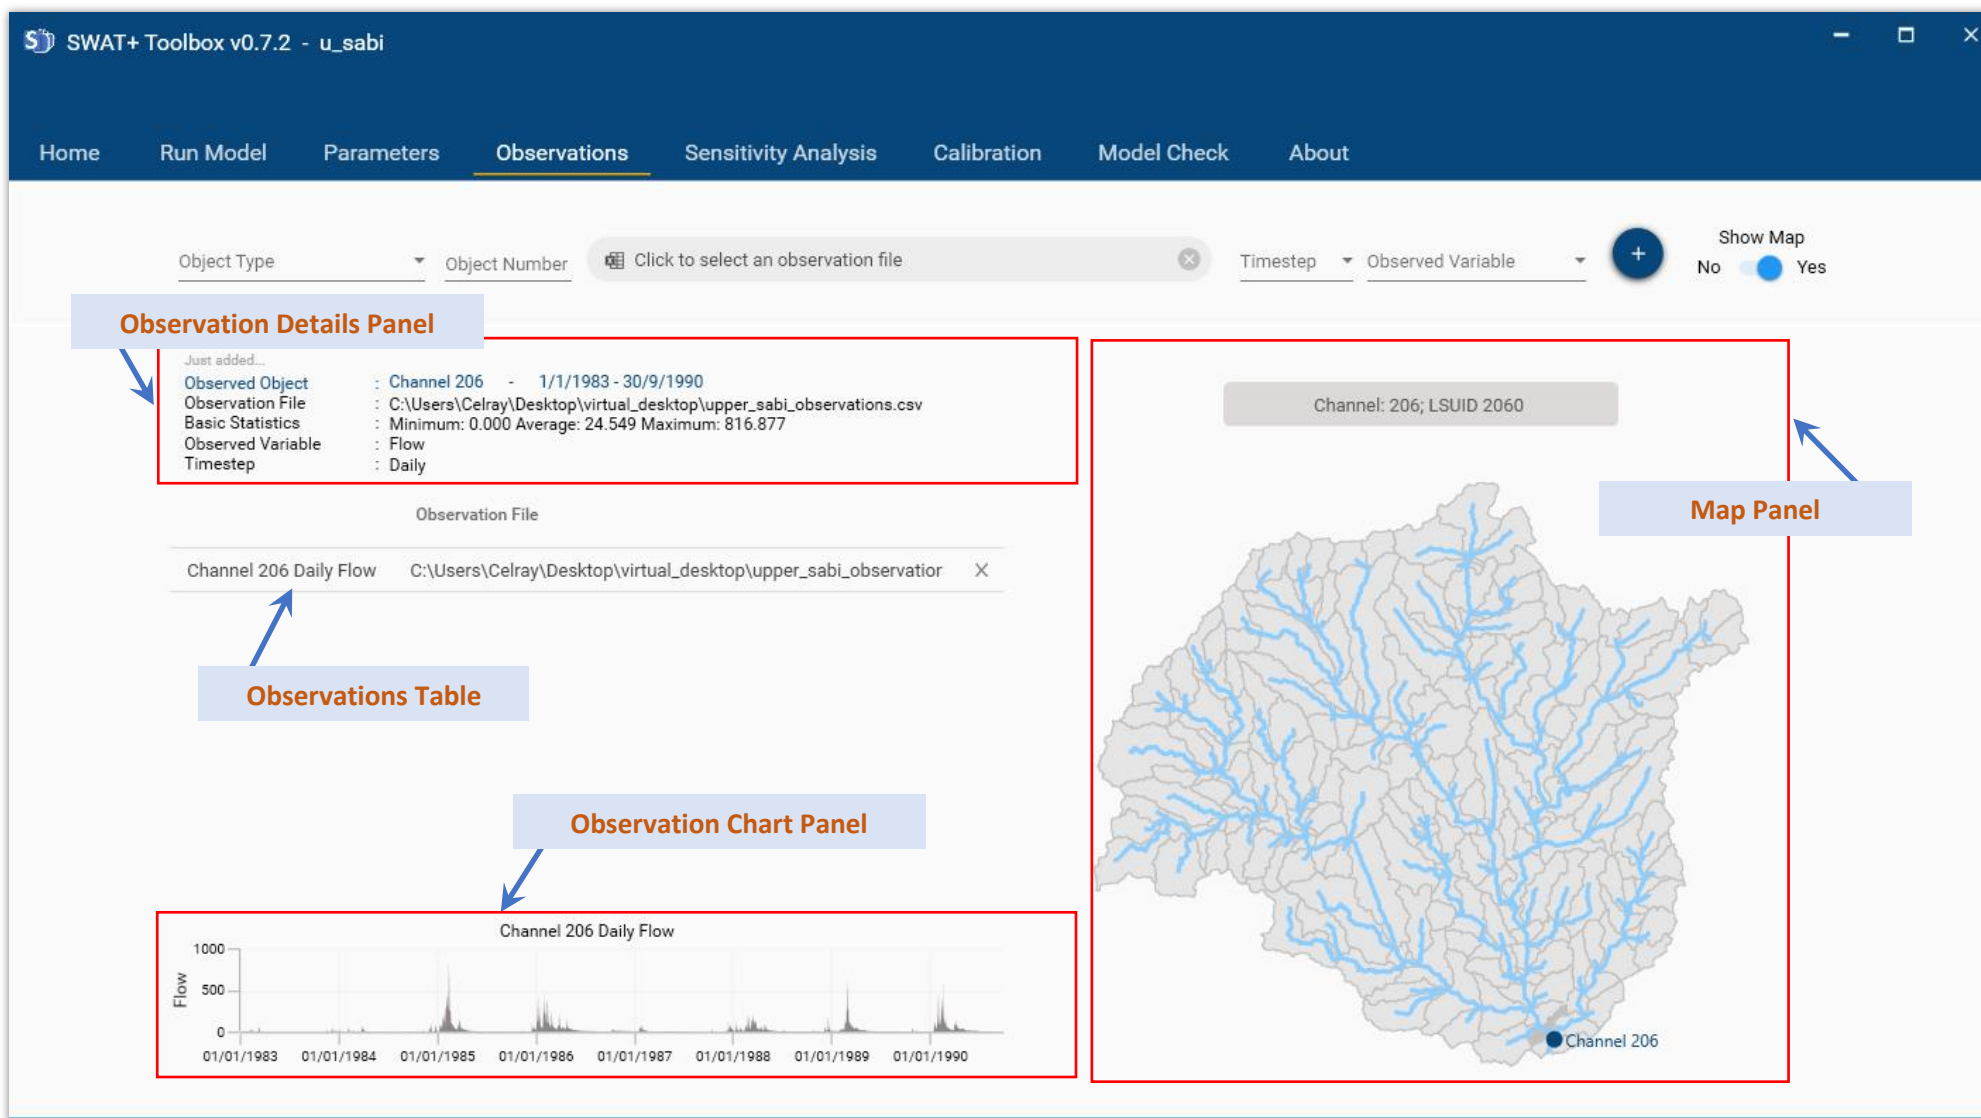 SWAT+ Toolbox v0.7.2 - u_sabi
Home Run Model Parameters Observations Sensitivity Analysis Calibration Model Check About
Object Type Object Number Click to select an observation file Timestep Observed Variable + Show Map
No Yes
Observation Details Panel
Just added...
Observed Object : Channel 206 - 1/1/1983 - 30/9/1990
Observation File : C:\Users\Celray\Desktop\virtual_desktop\upper_sabi_observations.csv
Basic Statistics : Minimum: 0.000 Average: 24.549 Maximum: 816.877
Observed Variable : Flow
Timestep : Daily
Observation File
Channel 206 Daily Flow C:\Users\Celray\Desktop\virtual_desktop\upper_sabi_observatior
Observations Table
Observation Chart Panel
Channel 206 Daily Flow
Flow
1000
500
0
01/01/1983 01/01/1984 01/01/1985 01/01/1986 01/01/1987 01/01/1988 01/01/1989 01/01/1990
Channel: 206; LSUID 2060
Map Panel
Channel 206